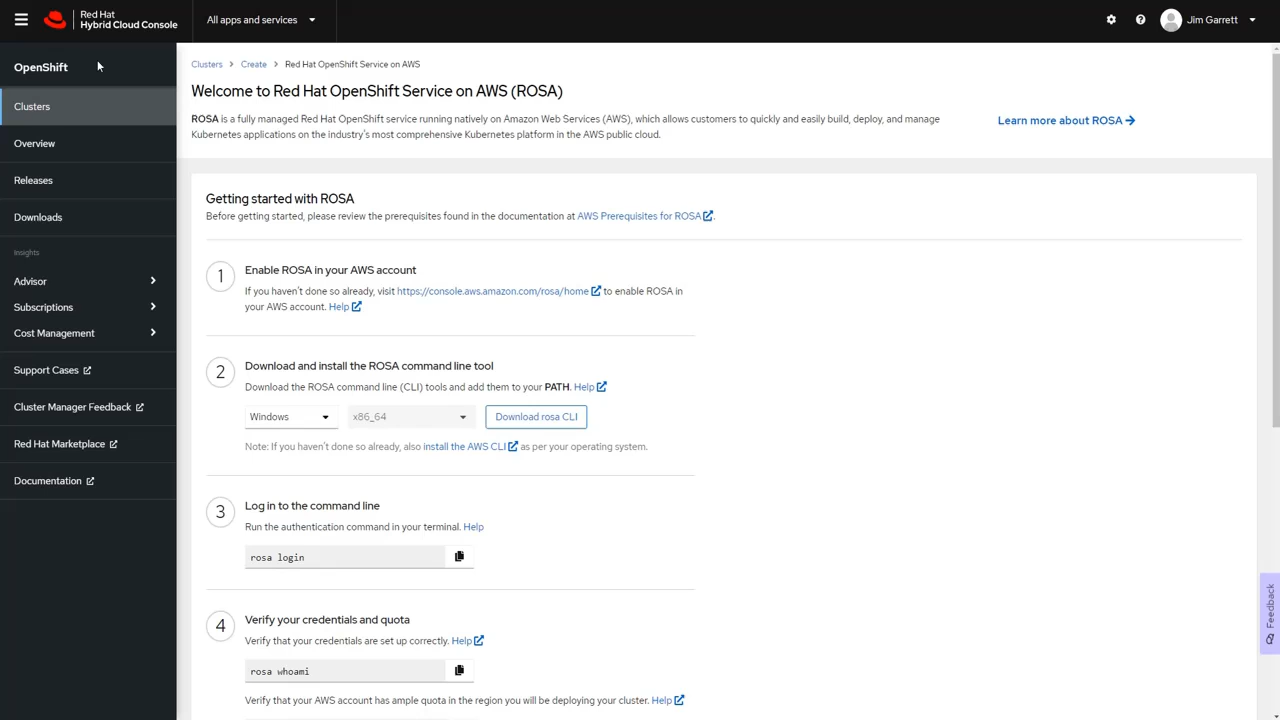 Red Hat
Hybrid Cloud Console
All apps and services
Jim Garrett
OpenShift
Clusters
Overview
Releases
Downloads
Insights
Advisor
Subscriptions
Cost Management
Support Cases
Cluster Manager Feedback
Red Hat Marketplace
Documentation
Clusters > Create > Red Hat OpenShift Service on AWS
Welcome to Red Hat OpenShift Service on AWS (ROSA)
ROSA is a fully managed Red Hat OpenShift service running natively on Amazon Web Services (AWS), which allows customers to quickly and easily build, deploy, and manage
Kubernetes applications on the industry's most comprehensive Kubernetes platform in the AWS public cloud.
Learn more about ROSA
Getting started with ROSA
Before getting started, please review the prerequisites found in the documentation at AWS Prerequisites for ROSA.
1
Enable ROSA in your AWS account
If you haven't done so already, visit https://console.aws.amazon.com/rosa/home to enable ROSA in
your AWS account. Help
2
Download and install the ROSA command line tool
Download the ROSA command line (CLI) tools and add them to your PATH. Help
Windows x86_64 Download rosa CLI
Note: If you haven't done so already, also install the AWS CLI as per your operating system.
3
Log in to the command line
Run the authentication command in your terminal. Help
rosa login
4
Verify your credentials and quota
Verify that your credentials are set up correctly. Help
rosa whoami
Verify that your AWS account has ample quota in the region you will be deploying your cluster. Help
Feedback